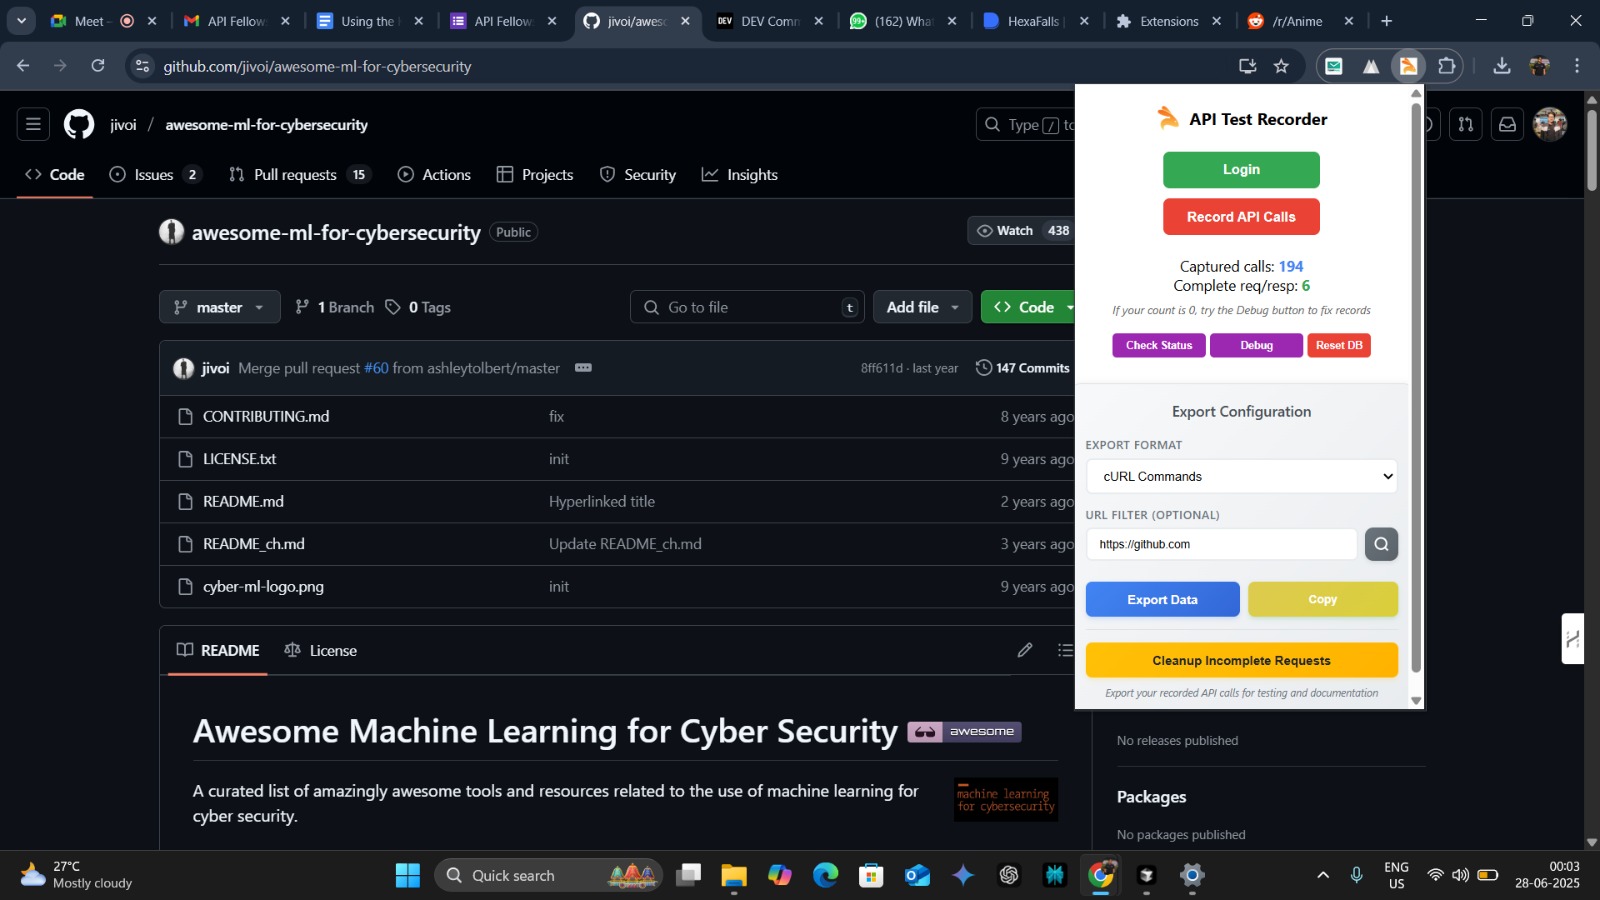 Meet -
API Fellow
Using the
API Fellow
jivoi/awes
DEV Comm
(162) Wha
HexaFalls
Extensions
/r/Anime
github.com/jivoi/awesome-ml-for-cybersecurity
jivoi / awesome-ml-for-cybersecurity
Type / to
Code
Issues 2
Pull requests 15
Actions
Projects
Security
Insights
awesome-ml-for-cybersecurity Public
Watch 438
master
1 Branch
0 Tags
Go to file t
Add file
Code
jivoi Merge pull request #60 from ashleytolbert/master
8ff611d · last year
147 Commits
CONTRIBUTING.md fix 8 years ago
LICENSE.txt init 9 years ago
README.md Hyperlinked title 2 years ago
README_ch.md Update README_ch.md 3 years ago
cyber-ml-logo.png init 9 years ago
README
License
Awesome Machine Learning for Cyber Security
awesome
A curated list of amazingly awesome tools and resources related to the use of machine learning for
cyber security.
machine learning
for cybersecurity
API Test Recorder
Login
Record API Calls
Captured calls: 194
Complete req/resp: 6
If your count is 0, try the Debug button to fix records
Check Status
Debug
Reset DB
Export Configuration
EXPORT FORMAT
cURL Commands
URL FILTER (OPTIONAL)
https://github.com
Export Data
Copy
Cleanup Incomplete Requests
Export your recorded API calls for testing and documentation
No releases published
Packages
No packages published
27°C
Mostly cloudy
Quick search
ENG
US
00:03
28-06-2025